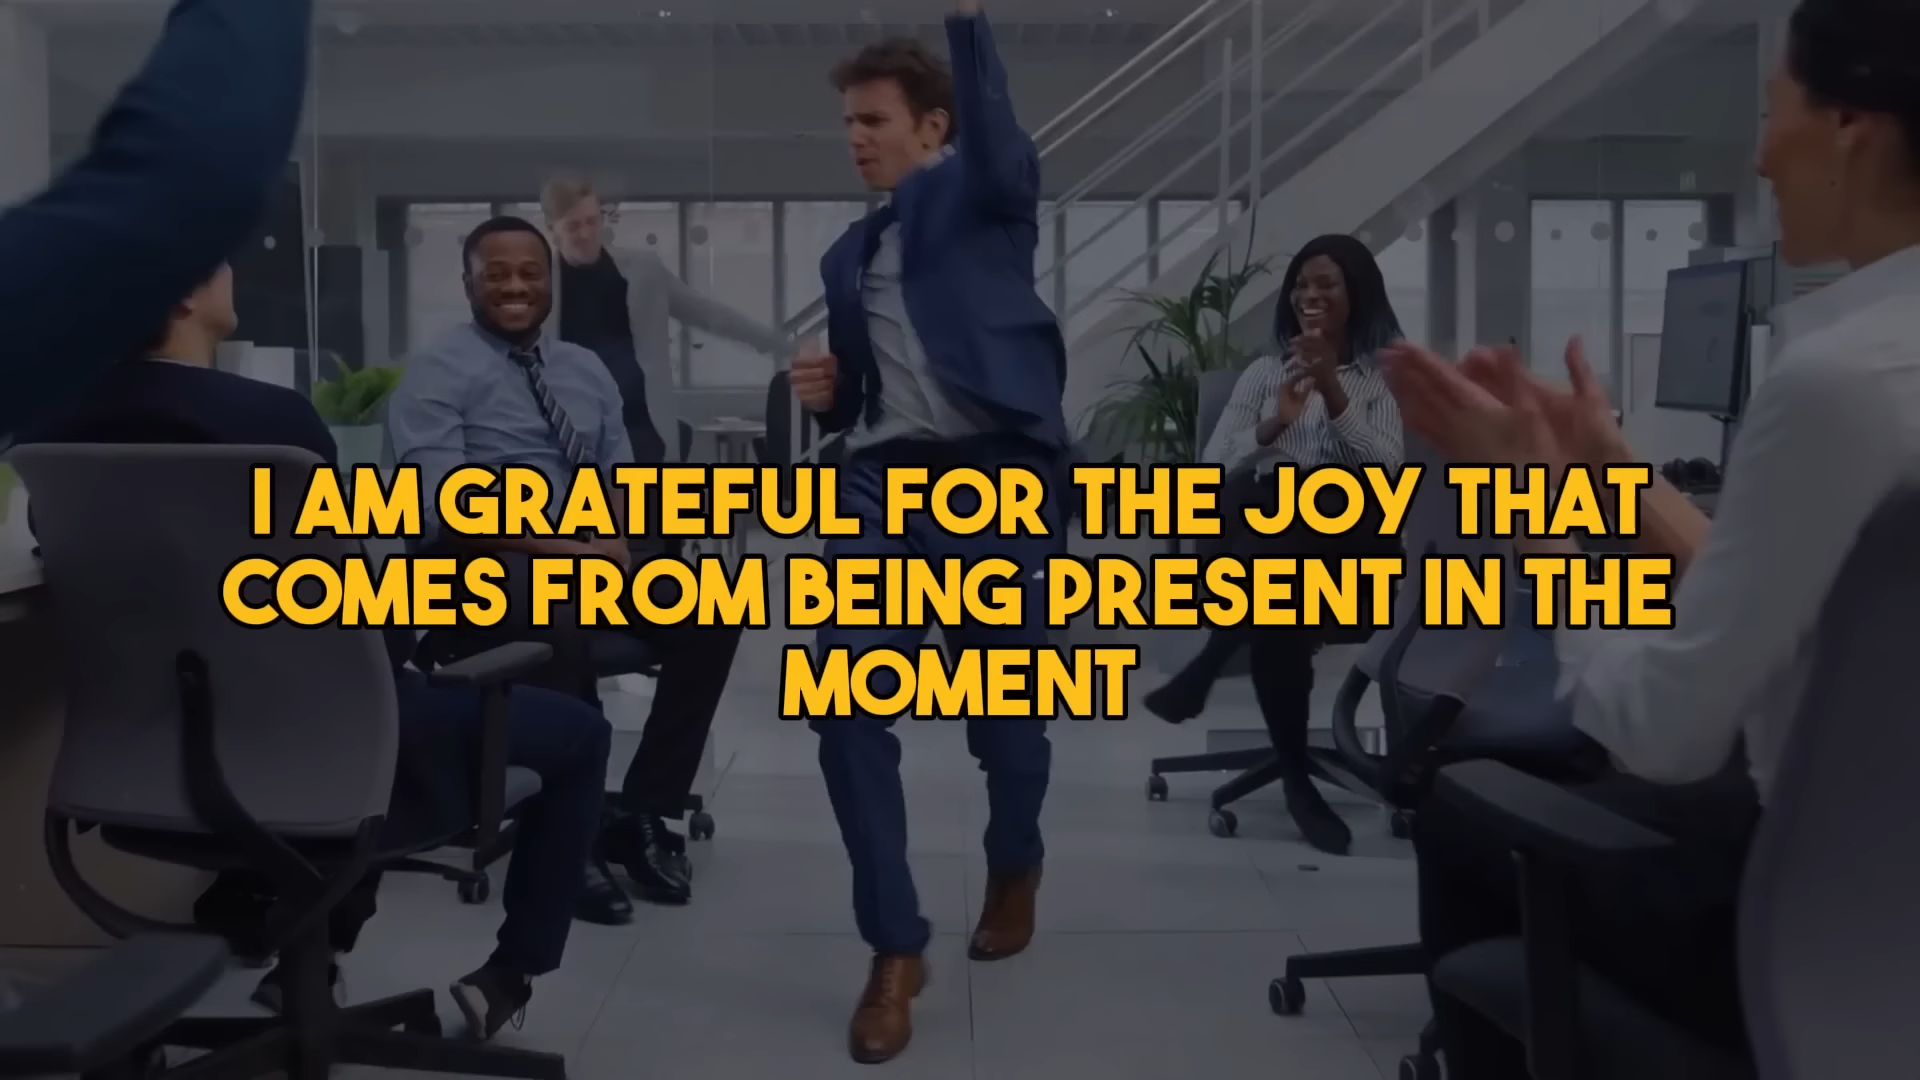 I AM GRATEFUL FOR THE JOY THAT
COMES FROM BEING PRESENT IN THE
MOMENT